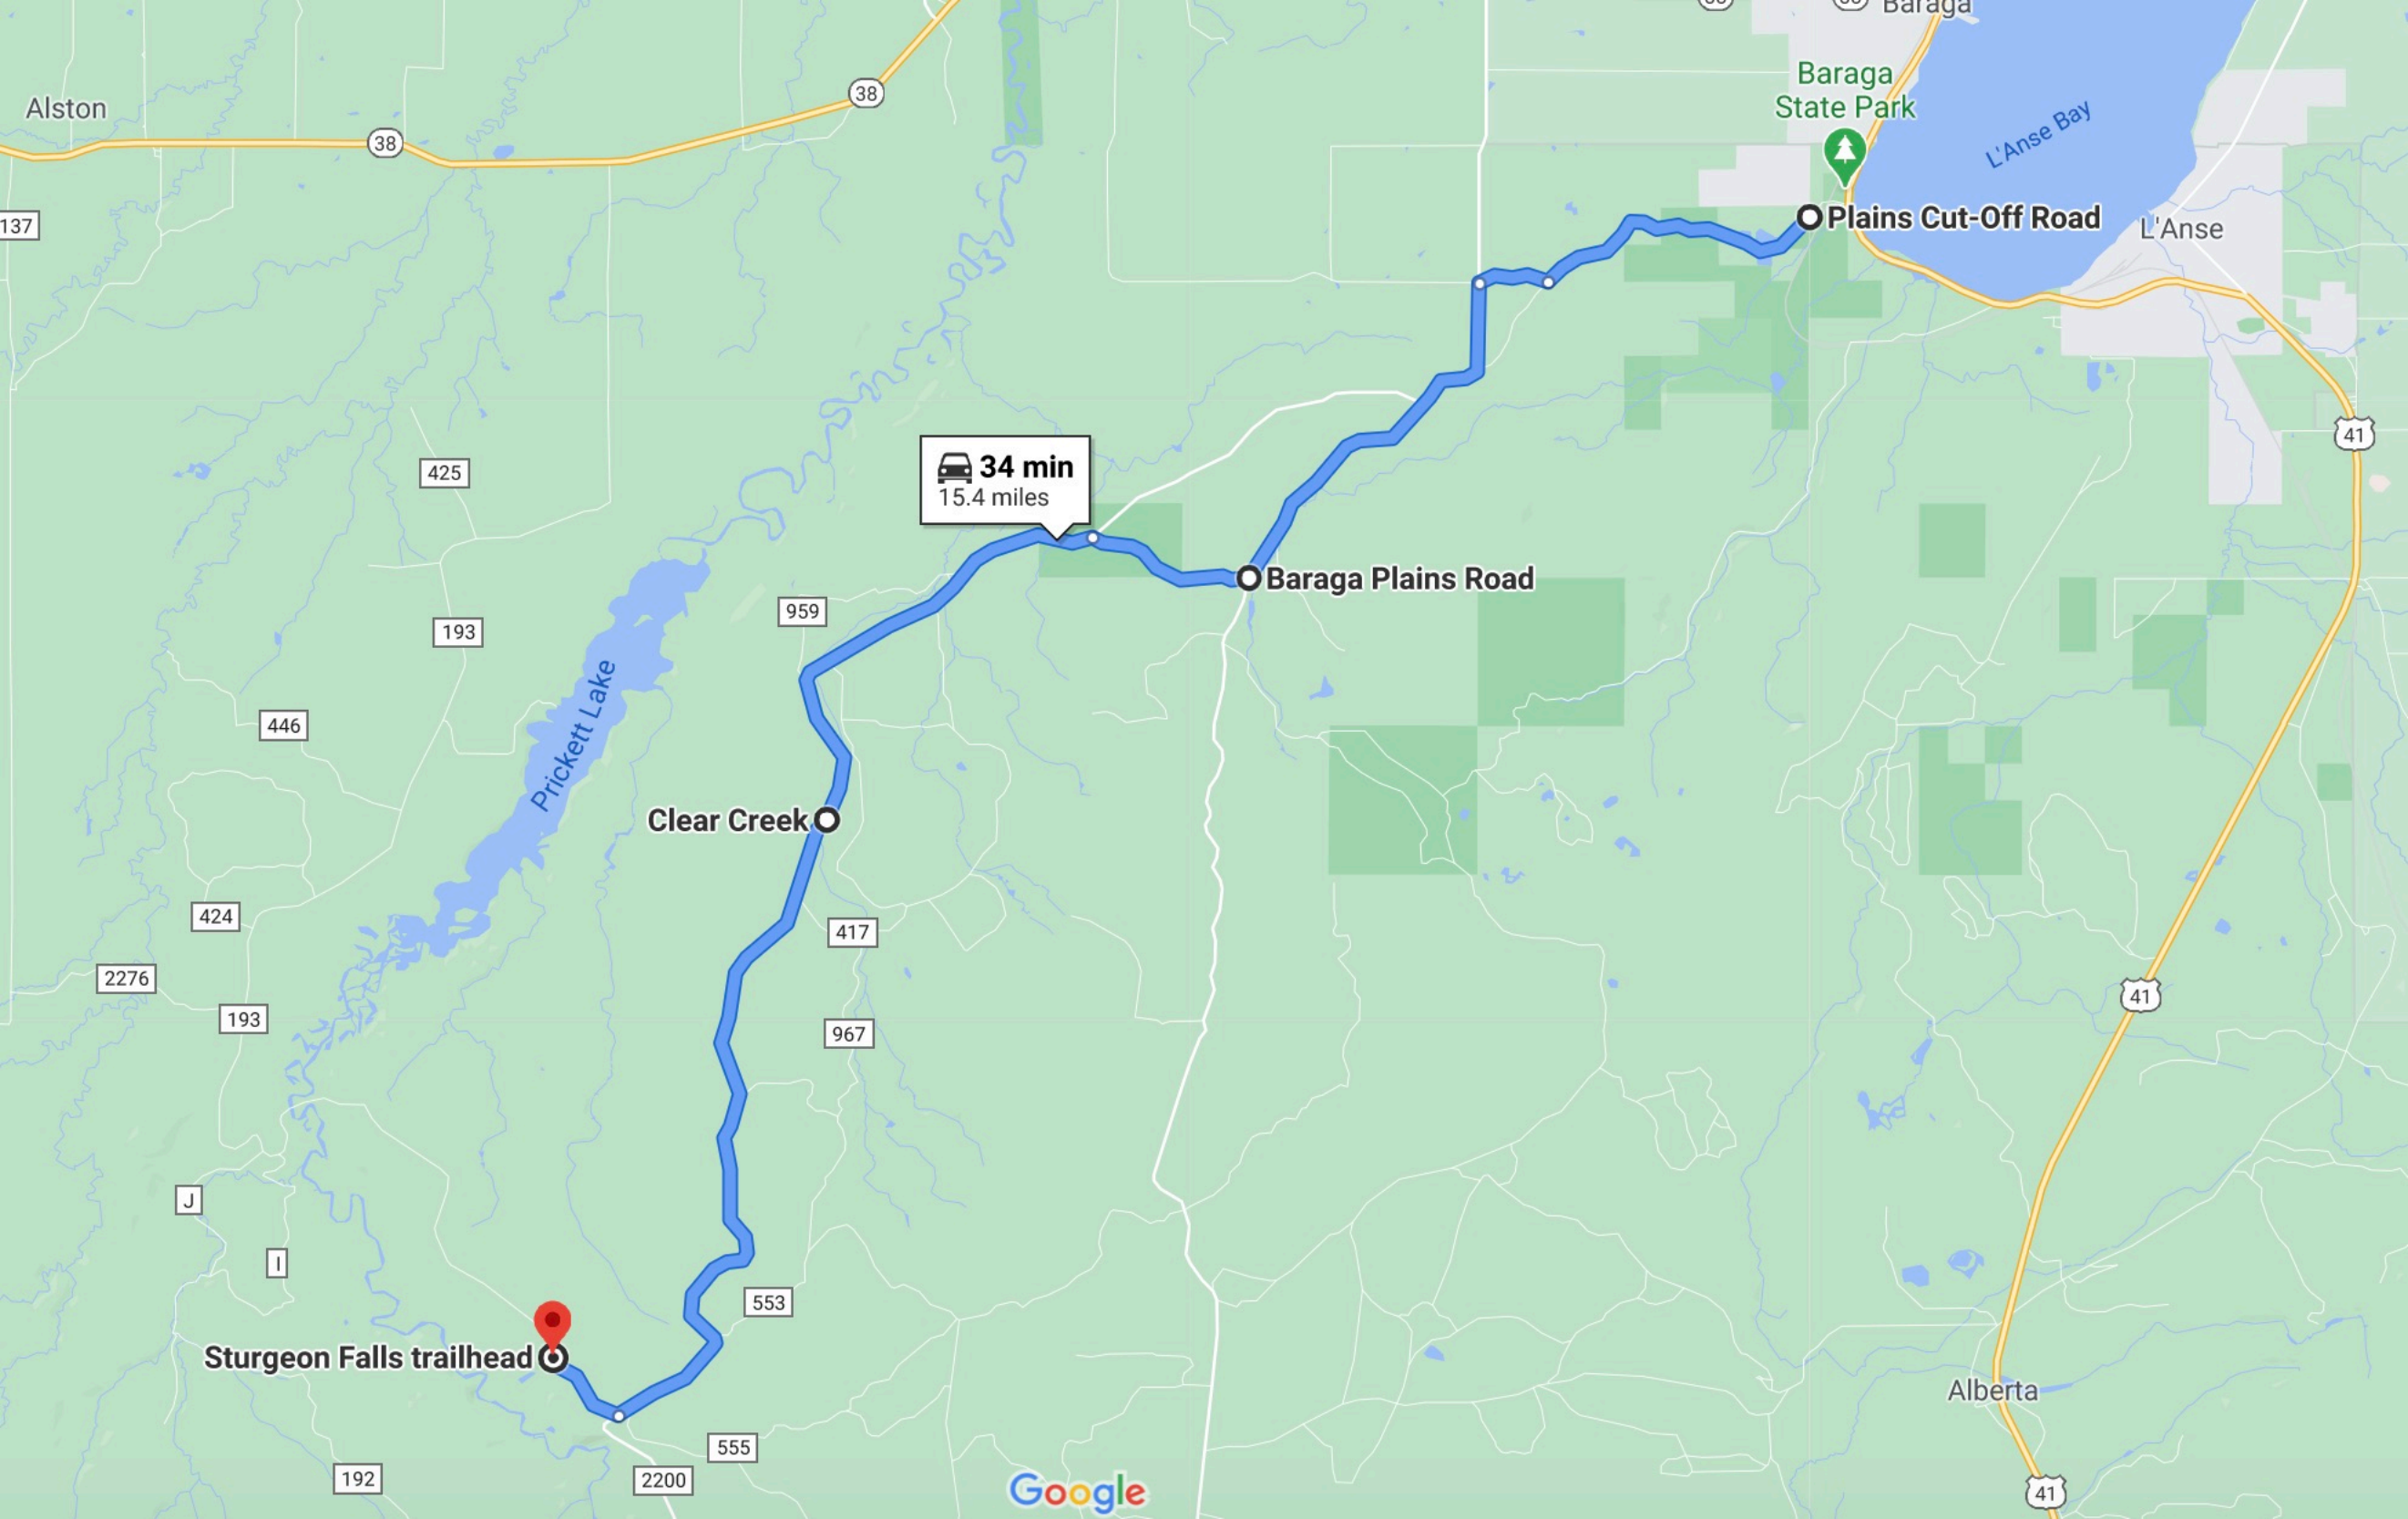 Baraga
Baraga
State Park
L'Anse Bay
Alston
38
38
137
Plains Cut-Off Road
L'Anse
41
425
34 min
15.4 miles
Baraga Plains Road
959
193
Prickett Lake
446
Clear Creek
424
417
2276
193
967
41
J
I
553
Sturgeon Falls trailhead
Alberta
555
192
2200
Google
41